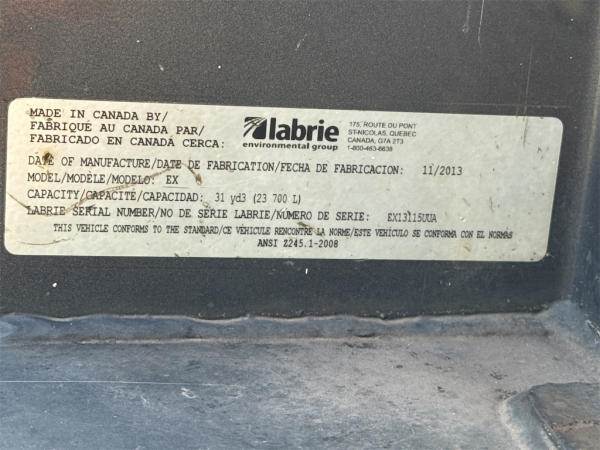 MADE IN CANADA BY/
FABRIQUÉ AU CANADA PAR/
FABRICADO EN CANADA CERCA:
labrie
environmental group
175, ROUTE DU PONT
ST-NICOLAS, QUEBEC
CANADA, G7A 2T3
1-800-463-6638
DATE OF MANUFACTURE/DATE DE FABRICATION/FECHA DE FABRICACION: 11/2013
MODEL/MODÈLE/MODELO: EX
CAPACITY/CAPACITÉ/CAPACIDAD: 31 yd3 (23 700 L)
LABRIE SERIAL NUMBER/NO DE SÉRIE LABRIE/NÚMERO DE SERIE: EX13115UUA
THIS VEHICLE CONFORMS TO THE STANDARD/CE VÉHICULE RENCONTRE LA NORME/ESTE VEHÍCULO SE CONFORMA CON EL NORMAS
ANSI Z245.1-2008